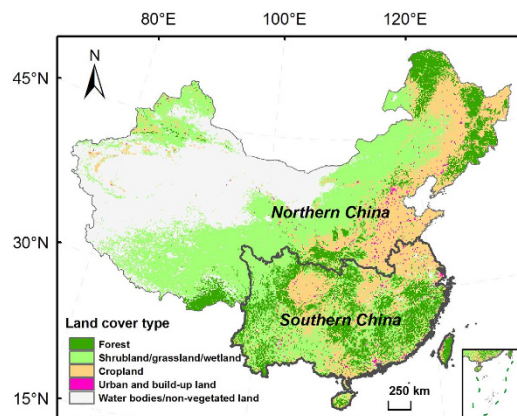 80°E 100°E 120°E
45°N
N
Northern China
30°N
Southern China
Land cover type
Forest
Shrubland/grassland/wetland
Cropland
Urban and build-up land
Water bodies/non-vegetated land
250 km
15°N